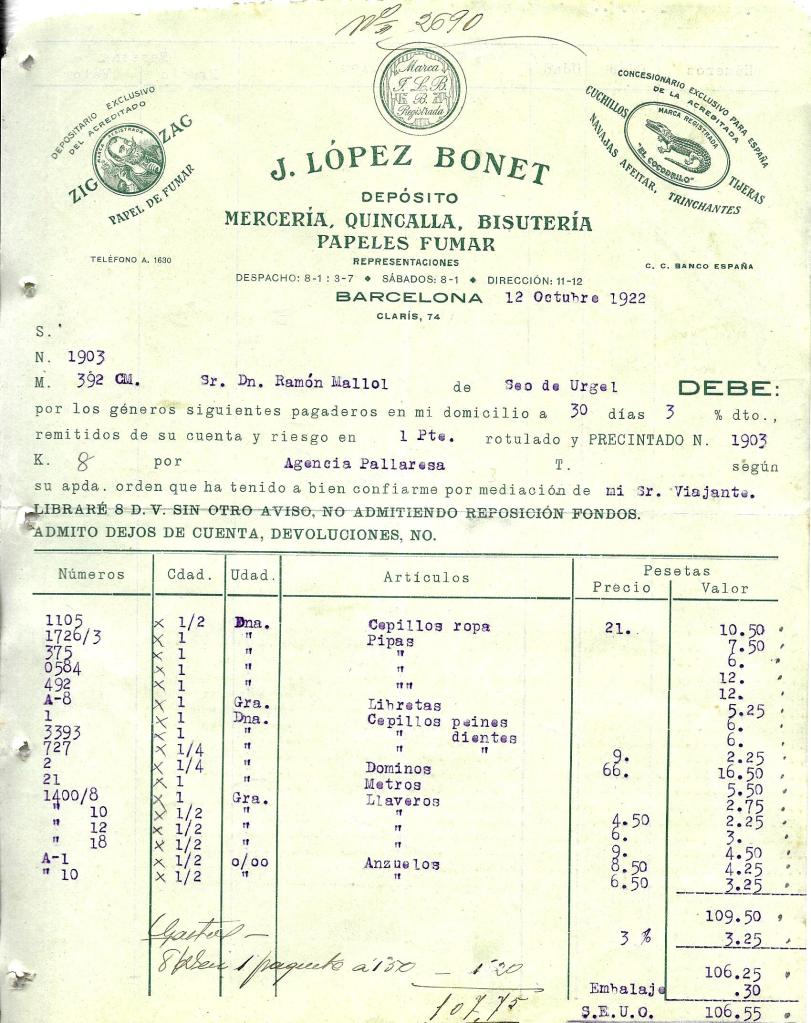 Nº 2690
Marca
J. L. B.
B.
Registrada
DEPOSITARIO EXCLUSIVO
DEL ACREDITADO
MARCA REGISTRADA
ZIG ZAG
PAPEL DE FUMAR
CONCESIONARIO EXCLUSIVO PARA ESPAÑA
DE LA ACREDITADA
MARCA REGISTRADA
"EL COCODRILO"
CUCHILLOS
NAVAJAS AFEITAR,
TIJERAS
TRINCHANTES
J. LÓPEZ BONET
DEPÓSITO
MERCERÍA, QUINCALLA, BISUTERÍA
PAPELES FUMAR
REPRESENTACIONES
TELÉFONO A. 1630
C. C. BANCO ESPAÑA
DESPACHO: 8-1 : 3-7 ◆ SÁBADOS: 8-1 ◆ DIRECCIÓN: 11-12
BARCELONA 12 Octubre 1922
CLARÍS, 74
S.
N. 1903
M. 392 CM. Sr. Dn. Ramón Mallol de Seo de Urgel DEBE:
por los géneros siguientes pagaderos en mi domicilio a 30 días 3 % dto.,
remitidos de su cuenta y riesgo en 1 Pte. rotulado y PRECINTADO N. 1903
K. 8 por Agencia Pallaresa T. según
su apda. orden que ha tenido a bien confiarme por mediación de mi Sr. Viajante.
LIBRARÉ 8 D. V. SIN OTRO AVISO, NO ADMITIENDO REPOSICIÓN FONDOS.
ADMITO DEJOS DE CUENTA, DEVOLUCIONES, NO.
Números Cdad. Udad. Artículos Pesetas
Precio Valor
1105 x 1/2 Dna. Cepillos ropa 21. 10.50
1726/3 x 1 " Pipas 7.50
375 x 1 " " 6.
0584 x 1 " " 12.
492 x 1 " "" 12.
A-8 x 1 Gra. Libretas 5.25
1 x 1 Dna. Cepillos peines 6.
3393 x 1 " " dientes 6.
727 x 1/4 " " " 9. 2.25
2 x 1/4 " Dominos 66. 16.50
21 x 1 " Metros 5.50
1400/8 x 1 Gra. Llaveros 2.75
" 10 x 1/2 " " 4.50 2.25
" 12 x 1/2 " " 6. 3.
" 18 x 1/2 " " 9. 4.50
A-1 x 1/2 o/oo Anzuelos 8.50 4.25
" 10 x 1/2 " " 6.50 3.25
109.50
Gastos —
3 % 3.25
1 paquete a 1'50 — 1'20
106.25
Embalaje .30
107,75
S.E.U.O. 106.55